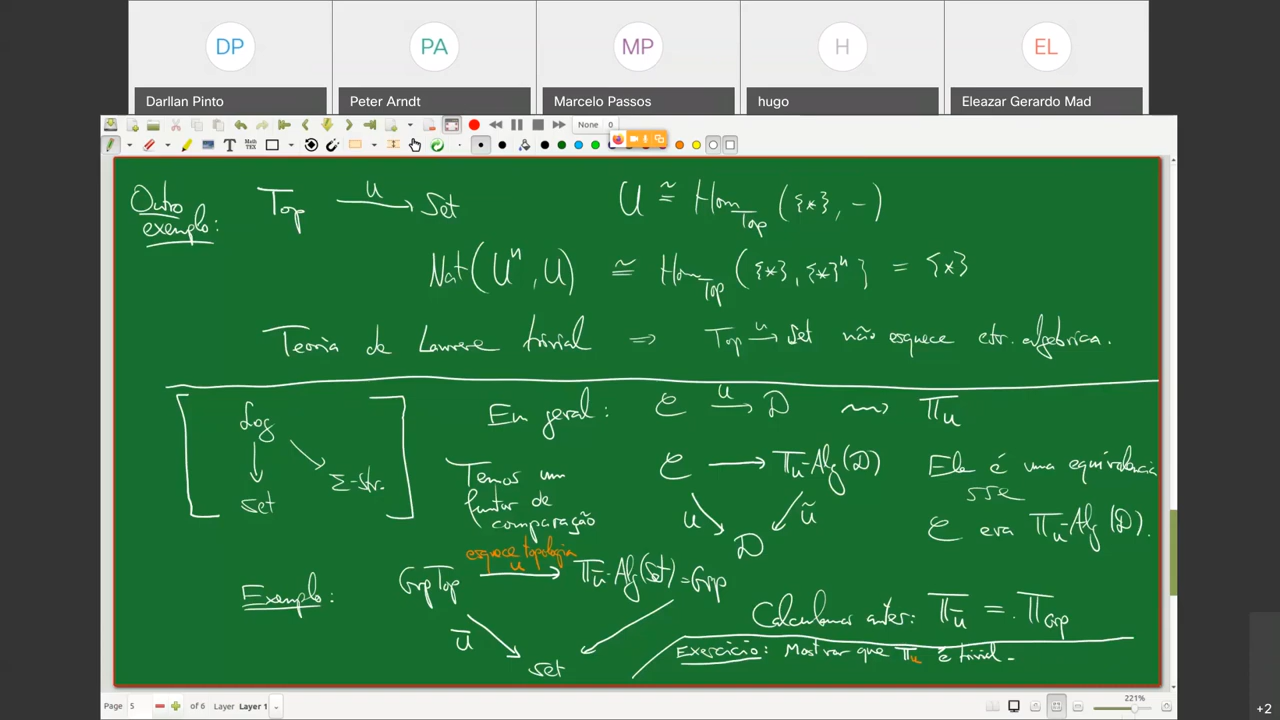 DP PA MP H EL
Darllan Pinto Peter Arndt Marcelo Passos hugo Eleazar Gerardo Mad
None 0
Outro exemplo: Top —U→ Set U ≅ Hom_Top ({*}, −)
Nat(Uⁿ, U) ≅ Hom_Top ({*}, {*}ⁿ) = {*}
Teoria de Lawvere trivial ⇒ Top —U→ Set não esquece estr. algébrica.
Log
set
Σ-Str.
Em geral: C —U→ D ⇝ 𝕋_U
Temos um
funtor de
comparação
C → 𝕋_U-Alg(D)
U Ũ
D
Ele é uma equivalencia
sse
C era 𝕋_U-Alg(D).
Exemplo:
esquece topologia
U
GrpTop → 𝕋_Ū-Alg(Set) = Grp
Ū
Set
Calculamos antes: 𝕋_Ū = 𝕋_Grp
Exercício: Mostrar que 𝕋_U é trivial.
Page 5 of 6 Layer Layer 1 221%
+2